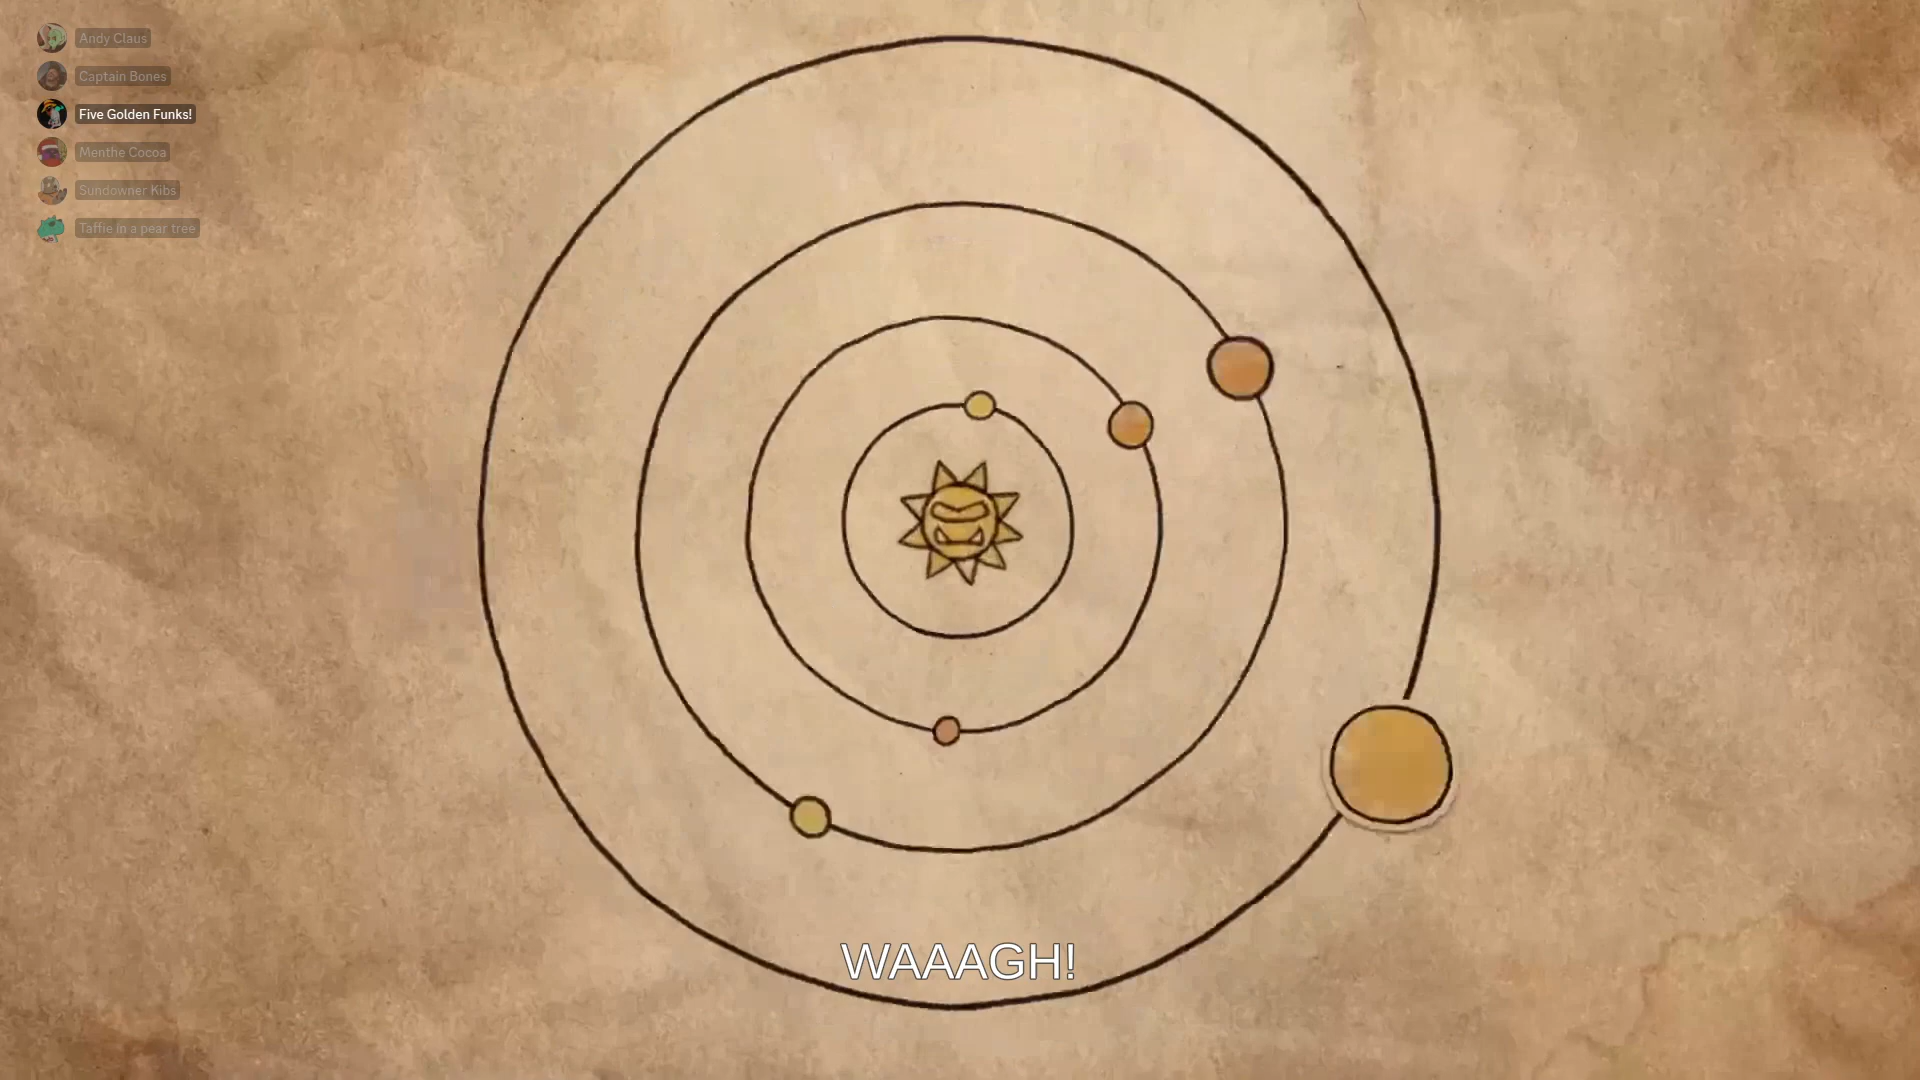 Andy Claus
Captain Bones
Five Golden Funks!
Menthe Cocoa
Sundowner Kibs
Taffie in a pear tree
WAAAGH!